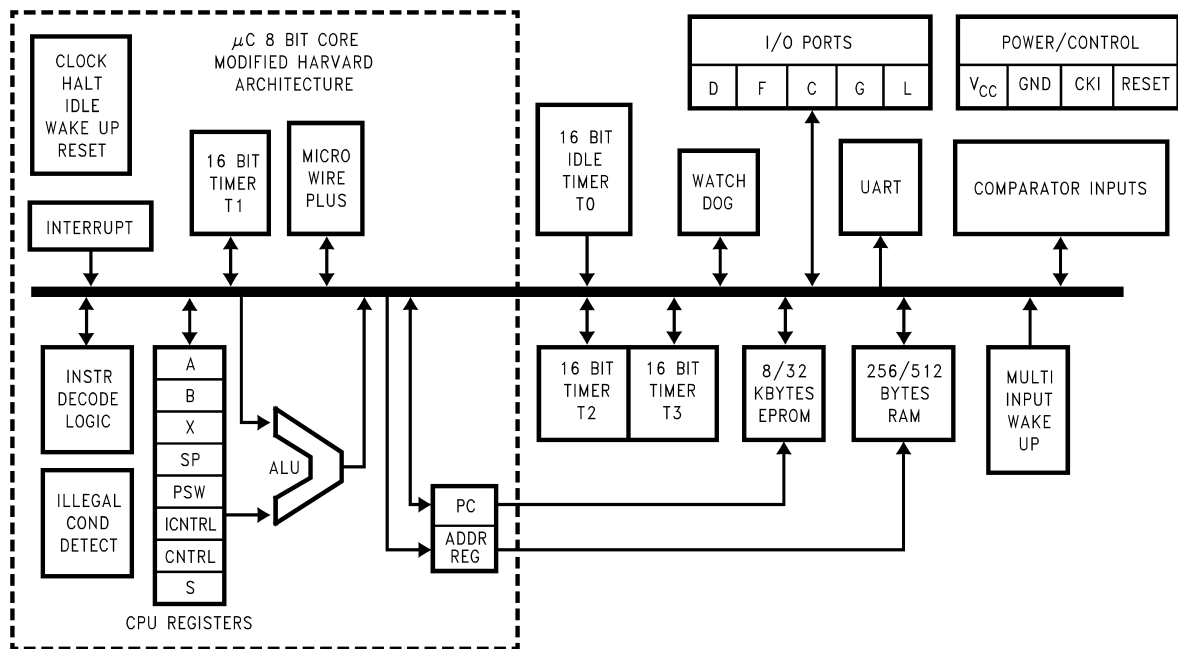 μC 8 BIT CORE
MODIFIED HARVARD
ARCHITECTURE
CLOCK
HALT
IDLE
WAKE UP
RESET
INTERRUPT
16 BIT
TIMER
T1
MICRO
WIRE
PLUS
16 BIT
IDLE
TIMER
T0
WATCH
DOG
I/O PORTS
D F C G L
UART
POWER/CONTROL
VCC GND CKI RESET
COMPARATOR INPUTS
INSTR
DECODE
LOGIC
ILLEGAL
COND
DETECT
A
B
X
SP
PSW
ICNTRL
CNTRL
S
CPU REGISTERS
ALU
PC
ADDR
REG
16 BIT
TIMER
T2
16 BIT
TIMER
T3
8/32
KBYTES
EPROM
256/512
BYTES
RAM
MULTI
INPUT
WAKE
UP